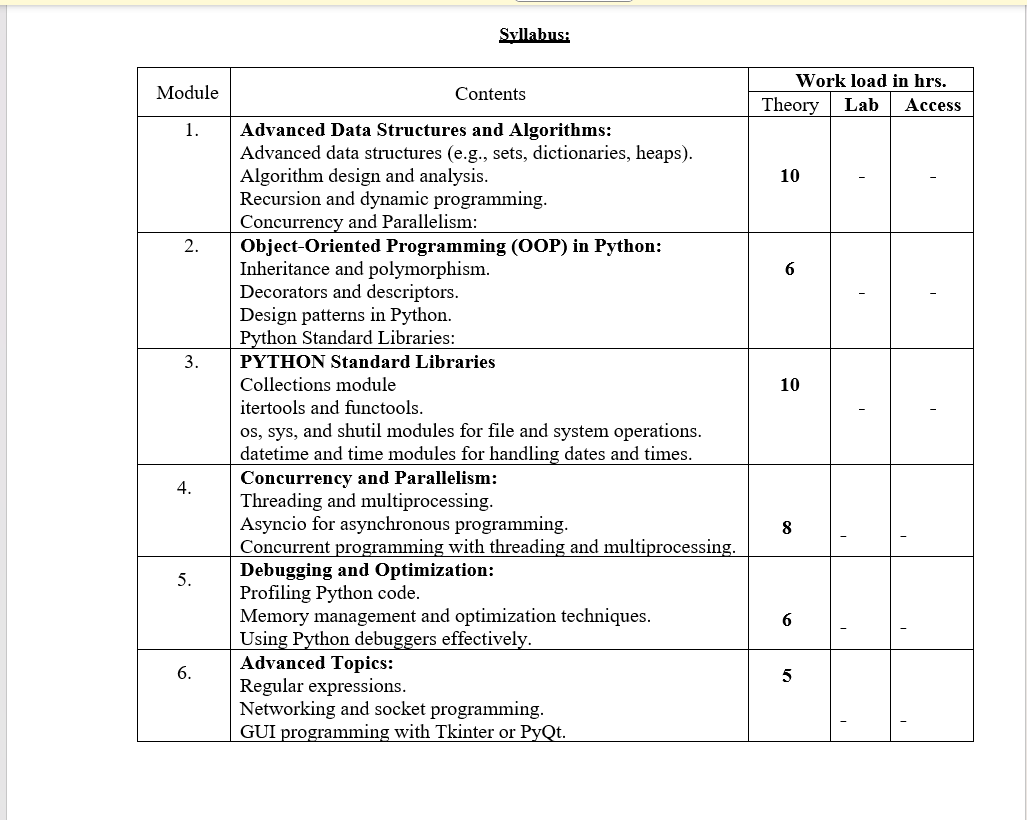 Syllabus:
Module
Contents
Work load in hrs.
Theory Lab Access
1.
Advanced Data Structures and Algorithms:
Advanced data structures (e.g., sets, dictionaries, heaps).
Algorithm design and analysis.
Recursion and dynamic programming.
Concurrency and Parallelism:
10 - -
2.
Object-Oriented Programming (OOP) in Python:
Inheritance and polymorphism.
Decorators and descriptors.
Design patterns in Python.
Python Standard Libraries:
6 - -
3.
PYTHON Standard Libraries
Collections module
itertools and functools.
os, sys, and shutil modules for file and system operations.
datetime and time modules for handling dates and times.
10 - -
4.
Concurrency and Parallelism:
Threading and multiprocessing.
Asyncio for asynchronous programming.
Concurrent programming with threading and multiprocessing.
8 - -
5.
Debugging and Optimization:
Profiling Python code.
Memory management and optimization techniques.
Using Python debuggers effectively.
6 - -
6.
Advanced Topics:
Regular expressions.
Networking and socket programming.
GUI programming with Tkinter or PyQt.
5 - -